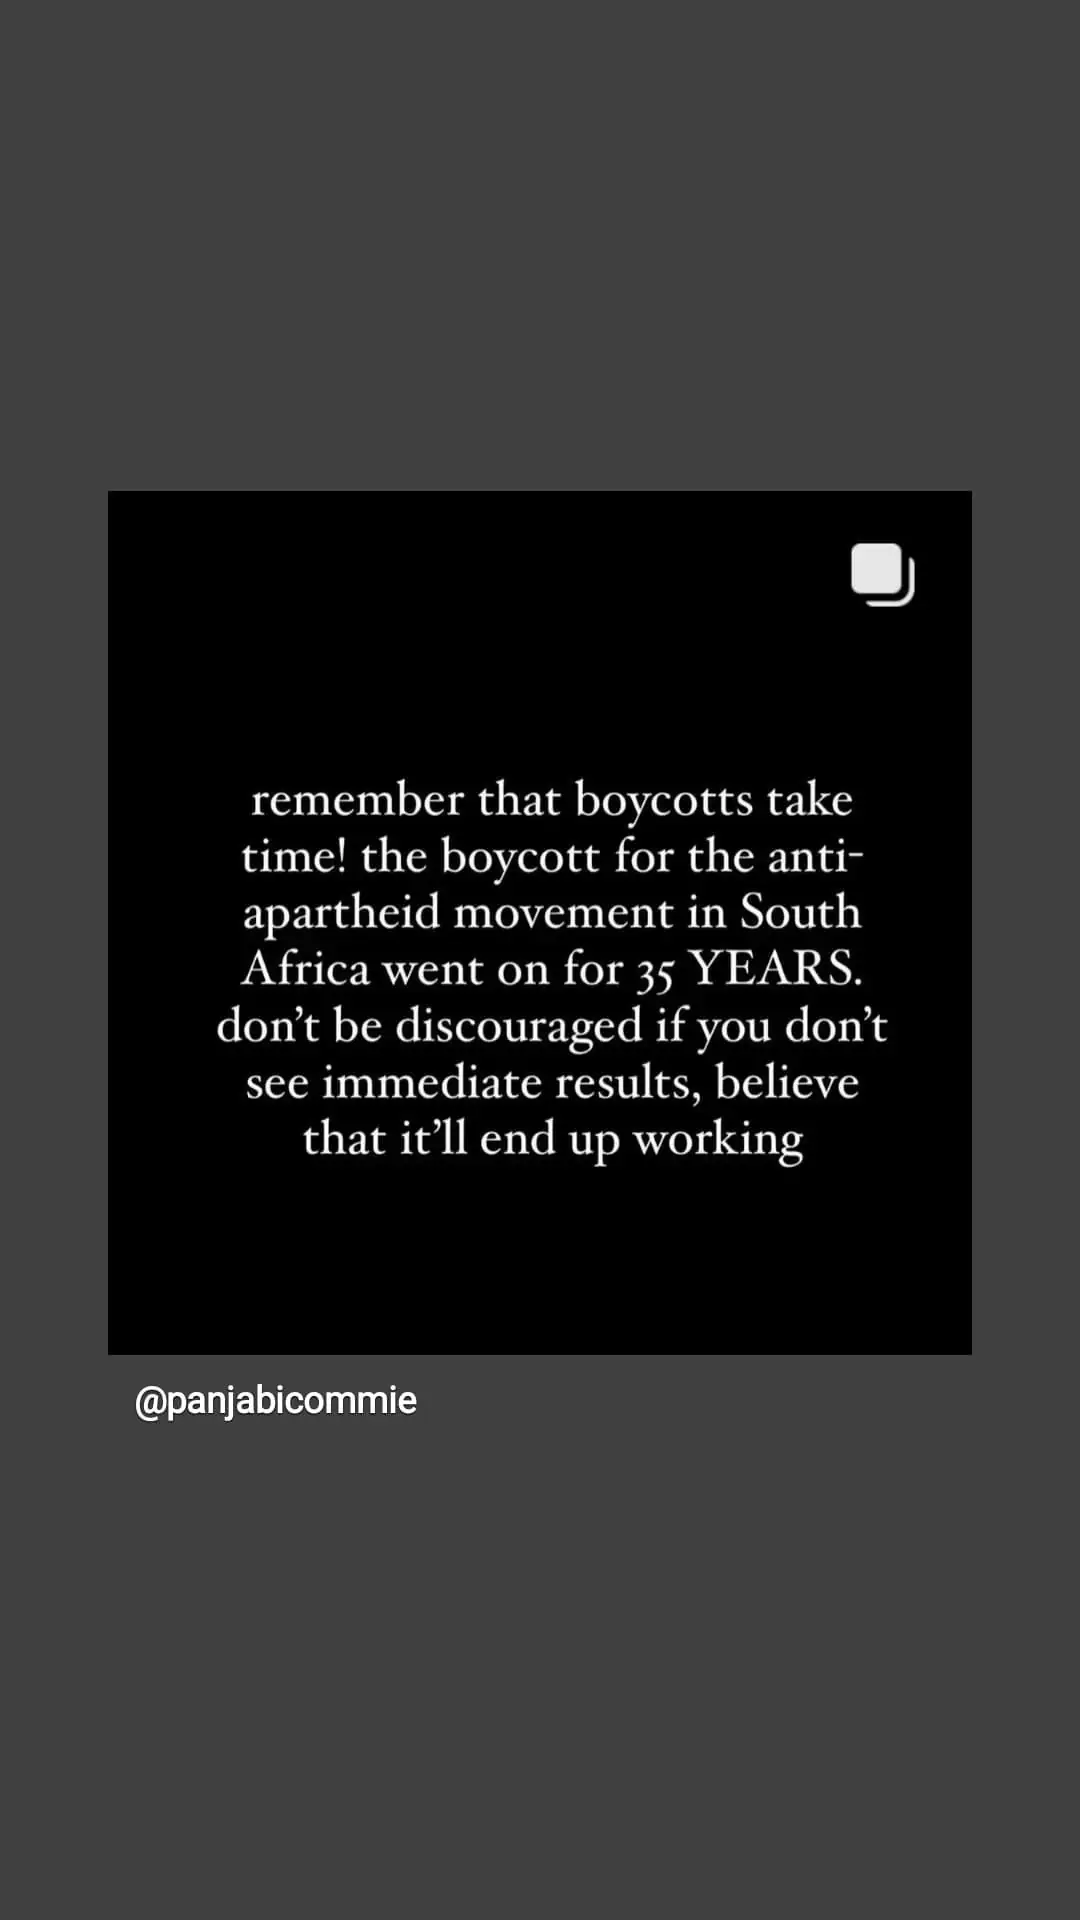 remember that boycotts take
time! the boycott for the anti-
apartheid movement in South
Africa went on for 35 YEARS.
don’t be discouraged if you don’t
see immediate results, believe
that it’ll end up working
@panjabicommie